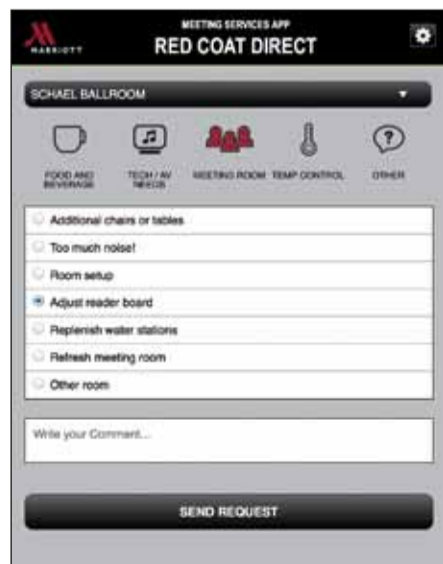 MEETING SERVICES APP
MARRIOTT
RED COAT DIRECT
SCHAEL BALLROOM
FOOD AND BEVERAGE
TECH / AV NEEDS
MEETING ROOM
TEMP CONTROL
OTHER
Additional chairs or tables
Too much noise!
Room setup
Adjust reader board
Replenish water stations
Refresh meeting room
Other room
Write your Comment...
SEND REQUEST